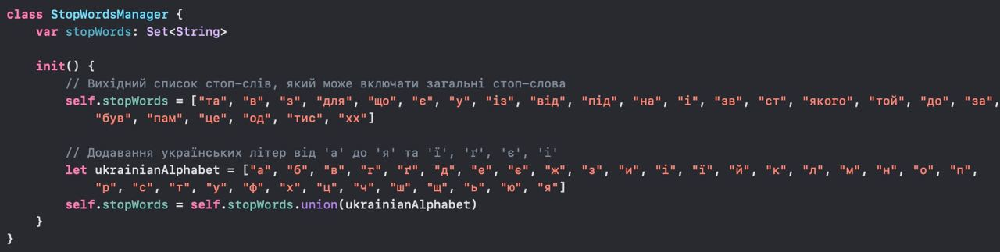 class StopWordsManager {
    var stopWords: Set<String>

    init() {
        // Вихідний список стоп-слів, який може включати загальні стоп-слова
        self.stopWords = ["та", "в", "з", "для", "що", "є", "у", "із", "від", "під", "на", "і", "зв", "ст", "якого", "той", "до", "за",
            "був", "пам", "це", "од", "тис", "хх"]

        // Додавання українських літер від 'а' до 'я' та 'ї', 'ґ', 'є', 'і'
        let ukrainianAlphabet = ["а", "б", "в", "г", "ґ", "д", "е", "є", "ж", "з", "и", "і", "ї", "й", "к", "л", "м", "н", "о", "п",
            "р", "с", "т", "у", "ф", "х", "ц", "ч", "ш", "щ", "ь", "ю", "я"]
        self.stopWords = self.stopWords.union(ukrainianAlphabet)
    }
}